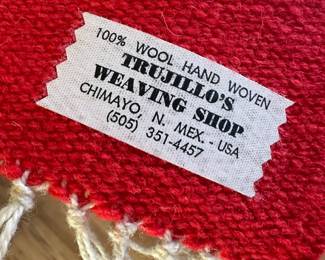 100% WOOL HAND WOVEN
TRUJILLO'S
WEAVING SHOP
CHIMAYO, N. MEX. - USA
(505) 351-4457